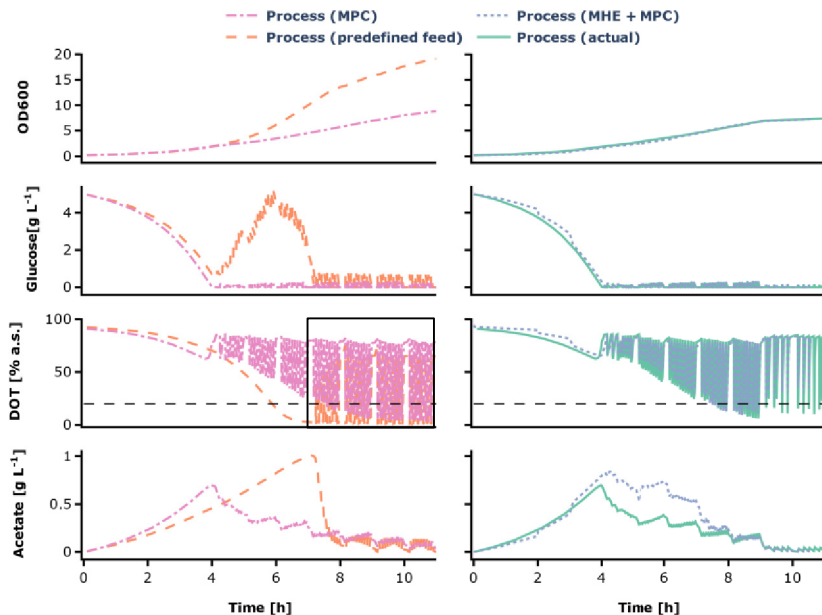 Process (MPC) Process (MHE + MPC)
Process (predefined feed) Process (actual)
OD600
20
15
10
5
0
Glucose[g L⁻¹]
4
2
0
DOT [% a.s.]
100
50
0
Acetate [g L⁻¹]
1
0.5
0
0 2 4 6 8 10 0 2 4 6 8 10
Time [h] Time [h]